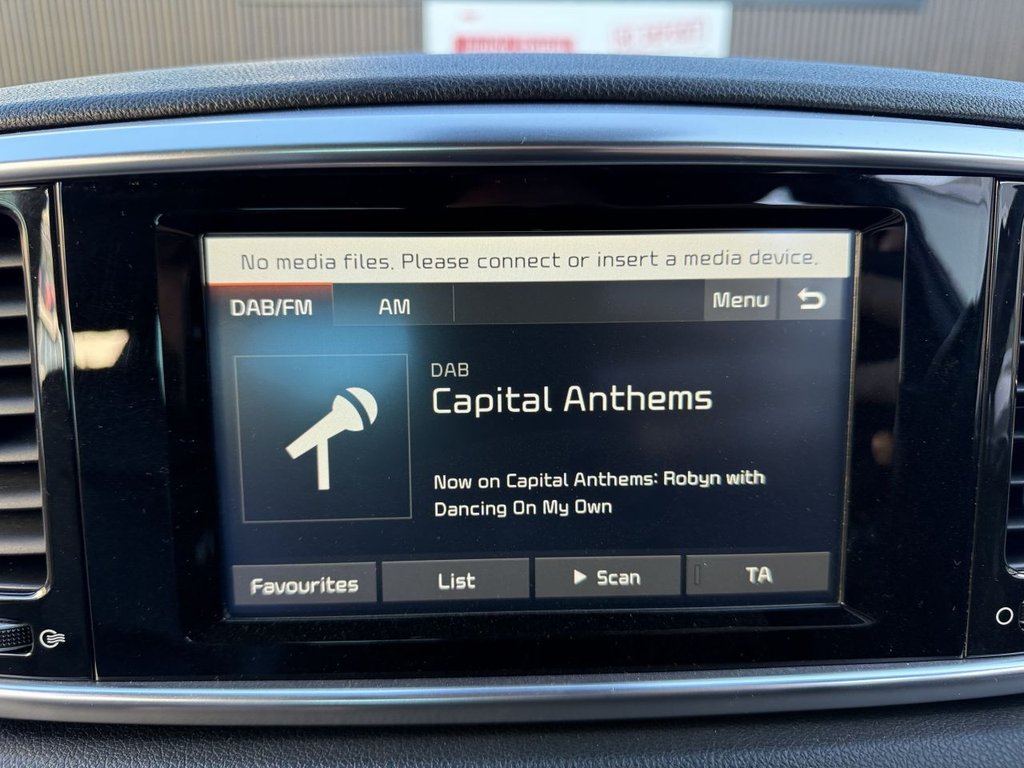 No media files. Please connect or insert a media device.
DAB/FM AM Menu
DAB
Capital Anthems
Now on Capital Anthems: Robyn with
Dancing On My Own
Favourites List Scan TA